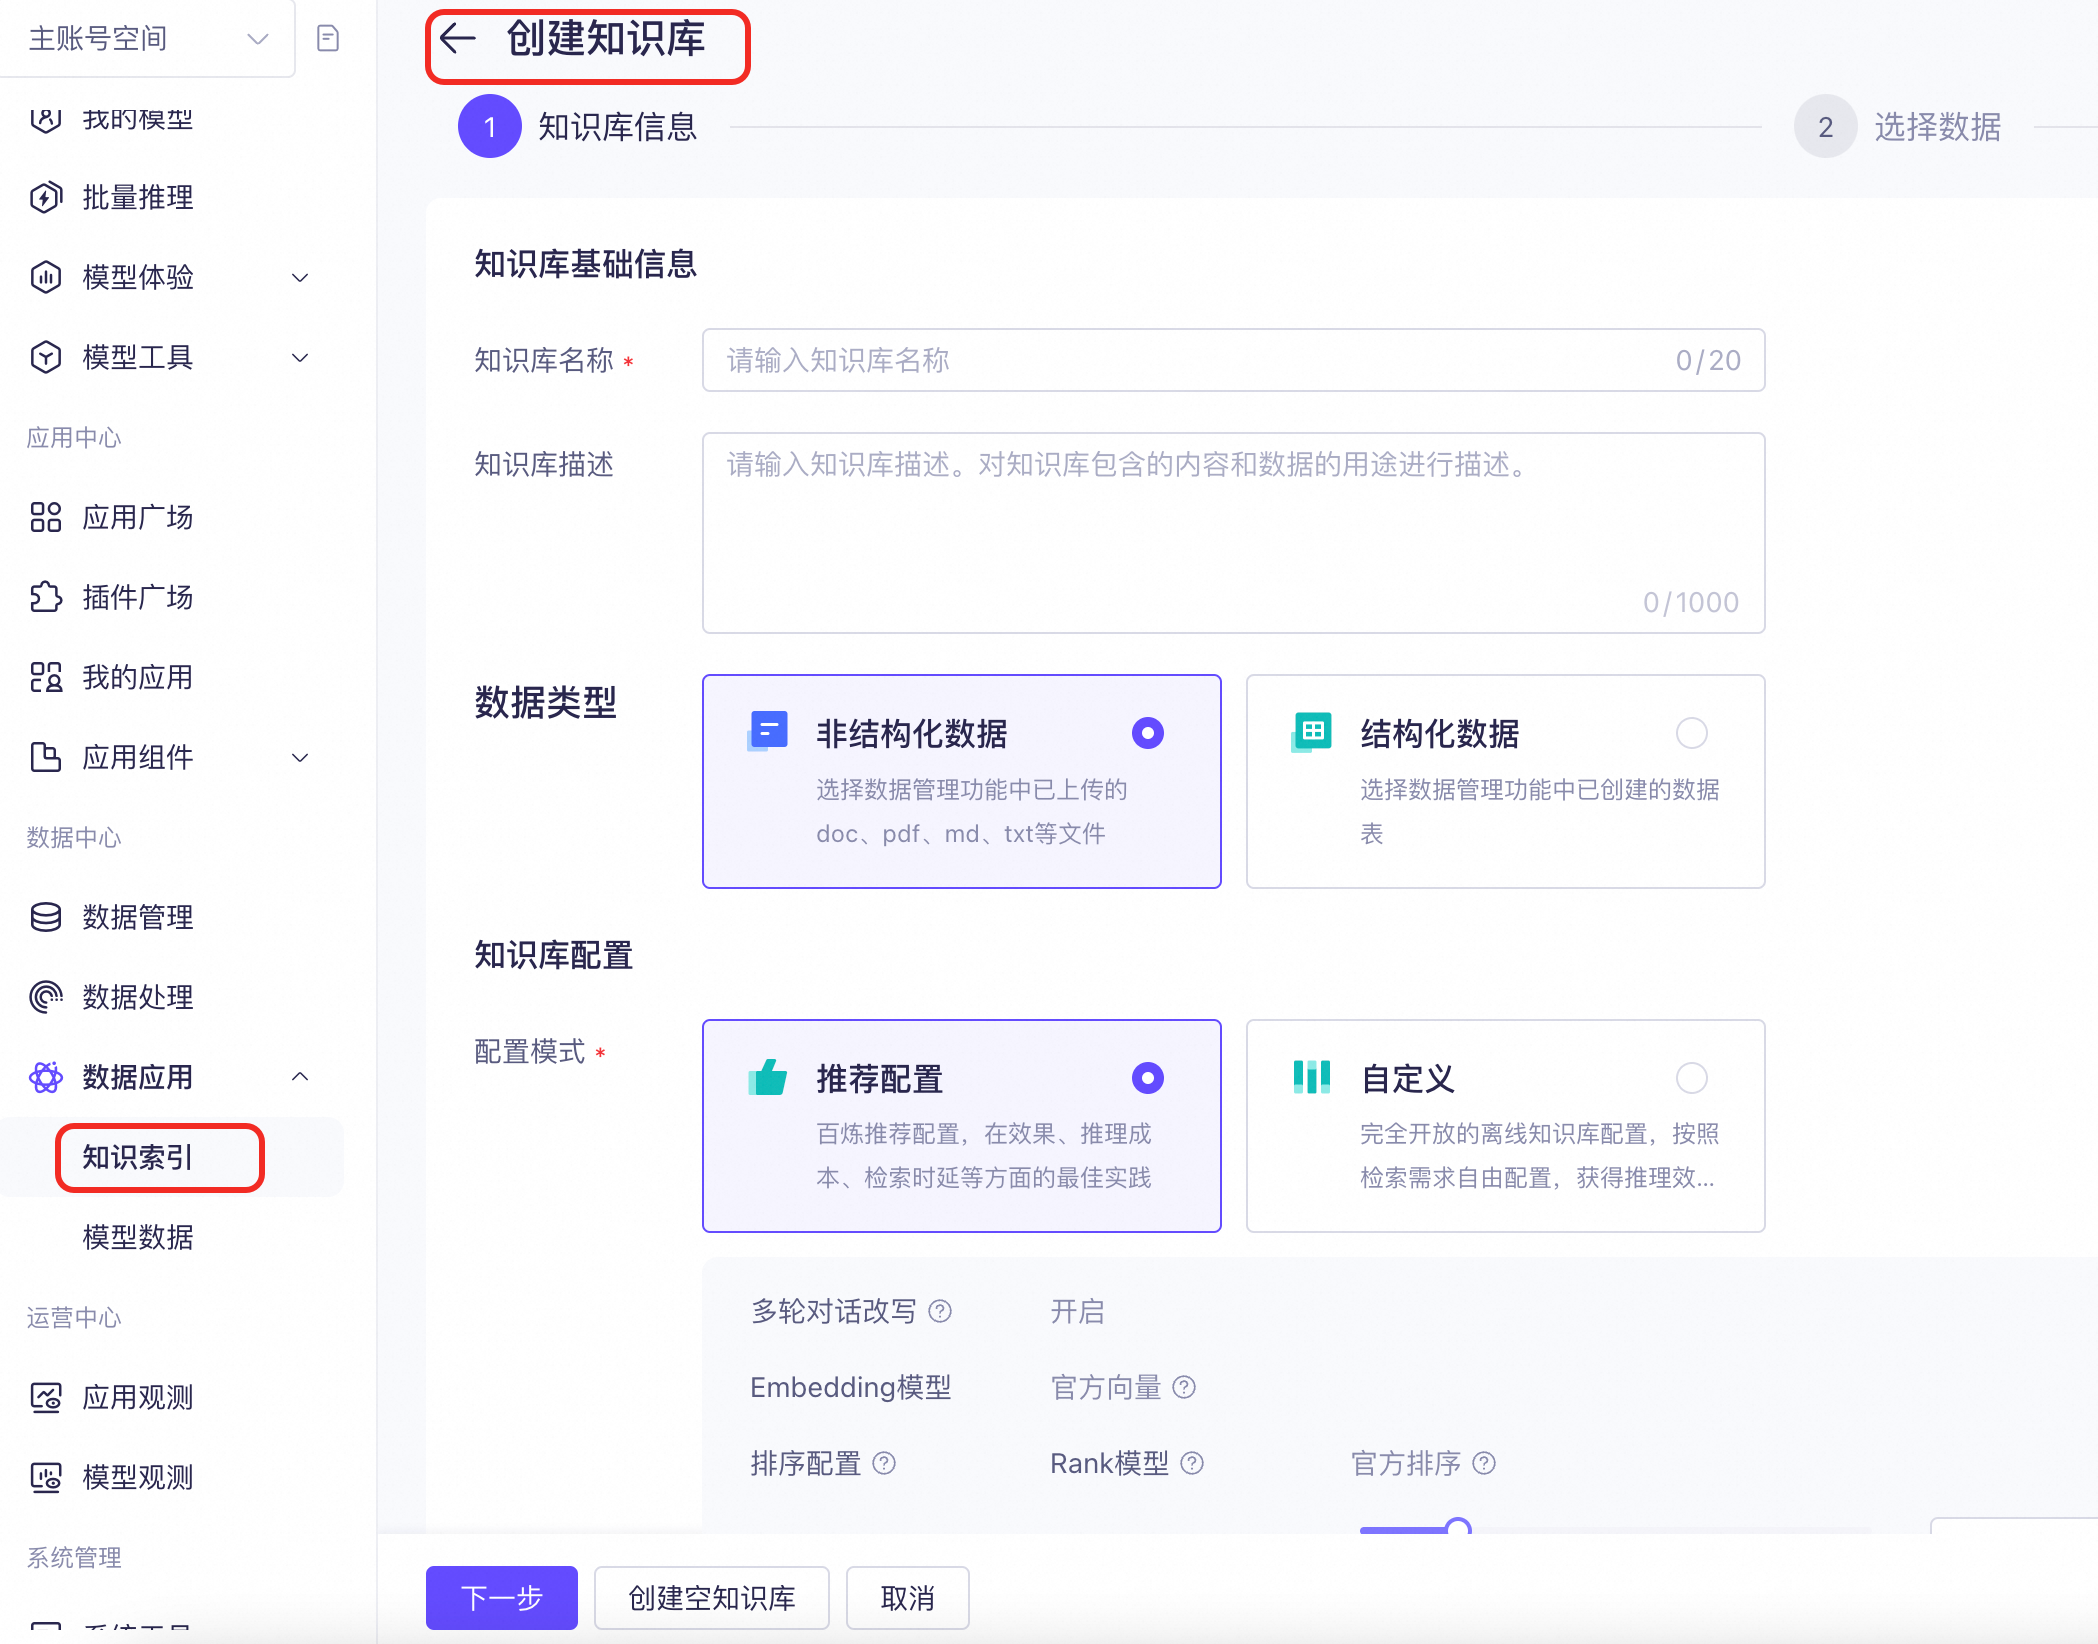 主账号空间
我的模型
批量推理
模型体验
模型工具
应用中心
应用广场
插件广场
我的应用
应用组件
数据中心
数据管理
数据处理
数据应用
知识索引
模型数据
运营中心
应用观测
模型观测
系统管理
系统工具
创建知识库
1 知识库信息
2 选择数据
知识库基础信息
知识库名称 *
请输入知识库名称
0/20
知识库描述
请输入知识库描述。对知识库包含的内容和数据的用途进行描述。
0/1000
数据类型
非结构化数据
选择数据管理功能中已上传的
doc、pdf、md、txt等文件
结构化数据
选择数据管理功能中已创建的数据
表
知识库配置
配置模式 *
推荐配置
百炼推荐配置，在效果、推理成
本、检索时延等方面的最佳实践
自定义
完全开放的离线知识库配置，按照
检索需求自由配置，获得推理效...
多轮对话改写 开启
Embedding模型 官方向量
排序配置 Rank模型 官方排序
下一步
创建空知识库
取消